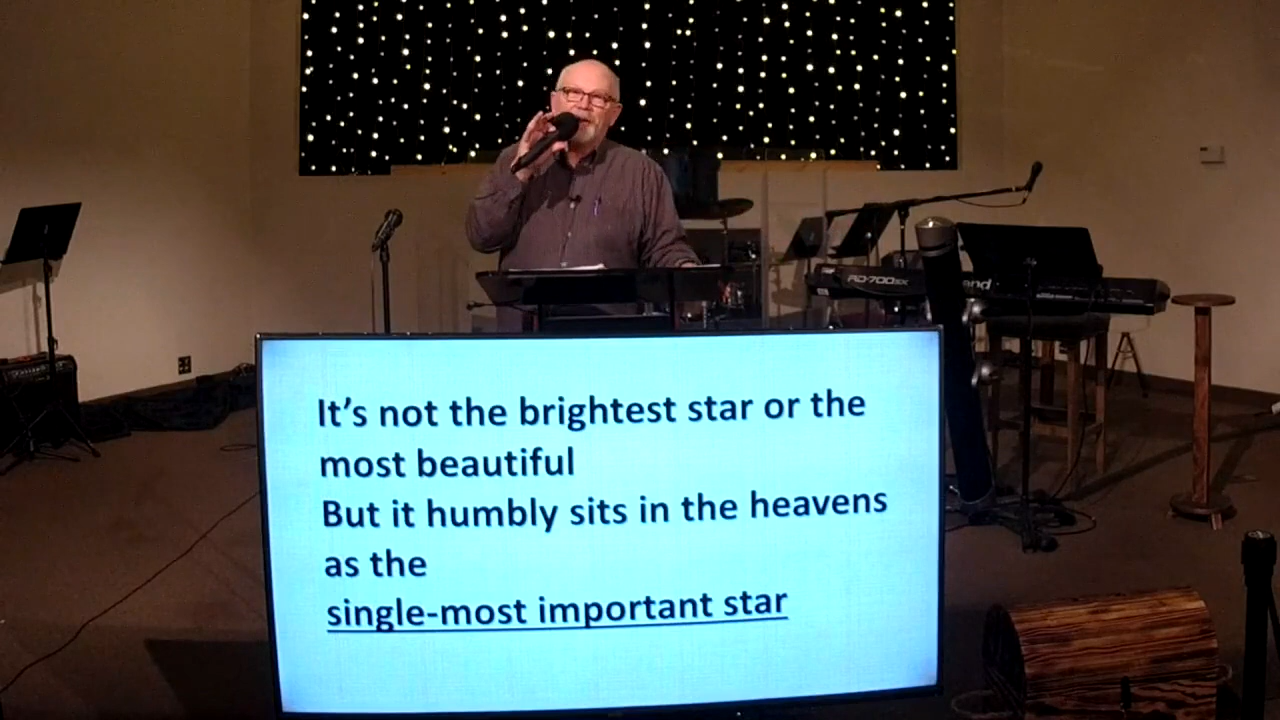 RD-700SX
It's not the brightest star or the
most beautiful
But it humbly sits in the heavens
as the
single-most important star